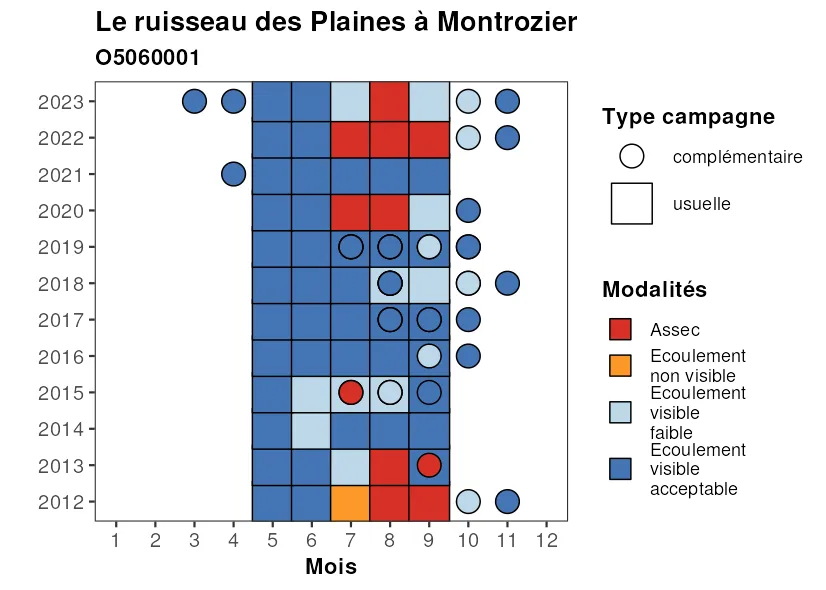 Le ruisseau des Plaines à Montrozier
O5060001
2023
2022
2021
2020
2019
2018
2017
2016
2015
2014
2013
2012
1 2 3 4 5 6 7 8 9 10 11 12
Mois
Type campagne
complémentaire
usuelle
Modalités
Assec
Ecoulement
non visible
Ecoulement
visible
faible
Ecoulement
visible
acceptable